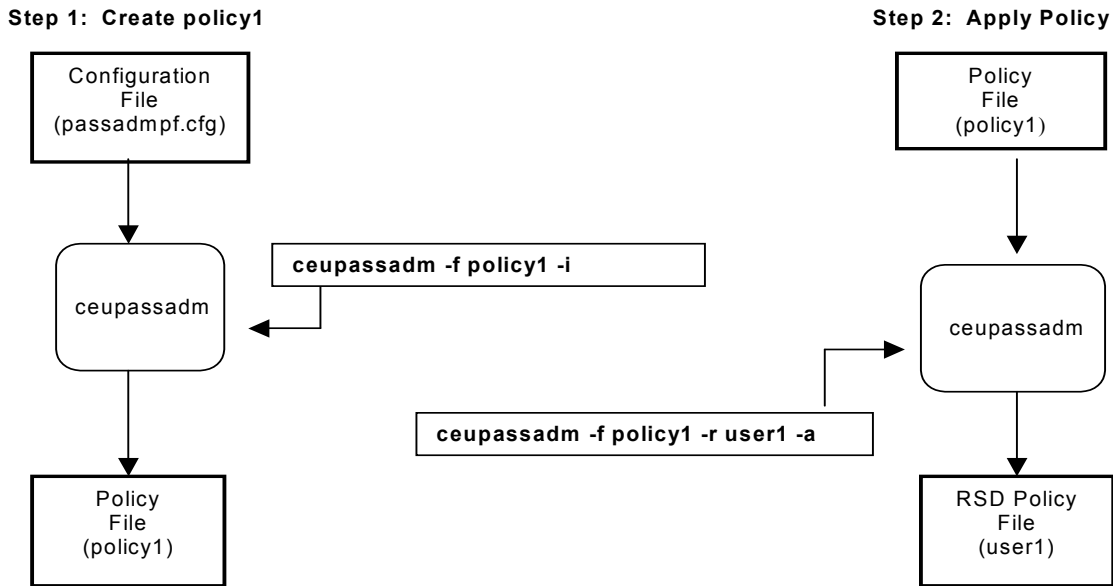 Step 1: Create policy1
Step 2: Apply Policy
Configuration
File
(passadmpf.cfg)
Policy
File
(policy1)
ceupassadm -f policy1 -i
ceupassadm
ceupassadm
ceupassadm -f policy1 -r user1 -a
Policy
File
(policy1)
RSD Policy
File
(user1)